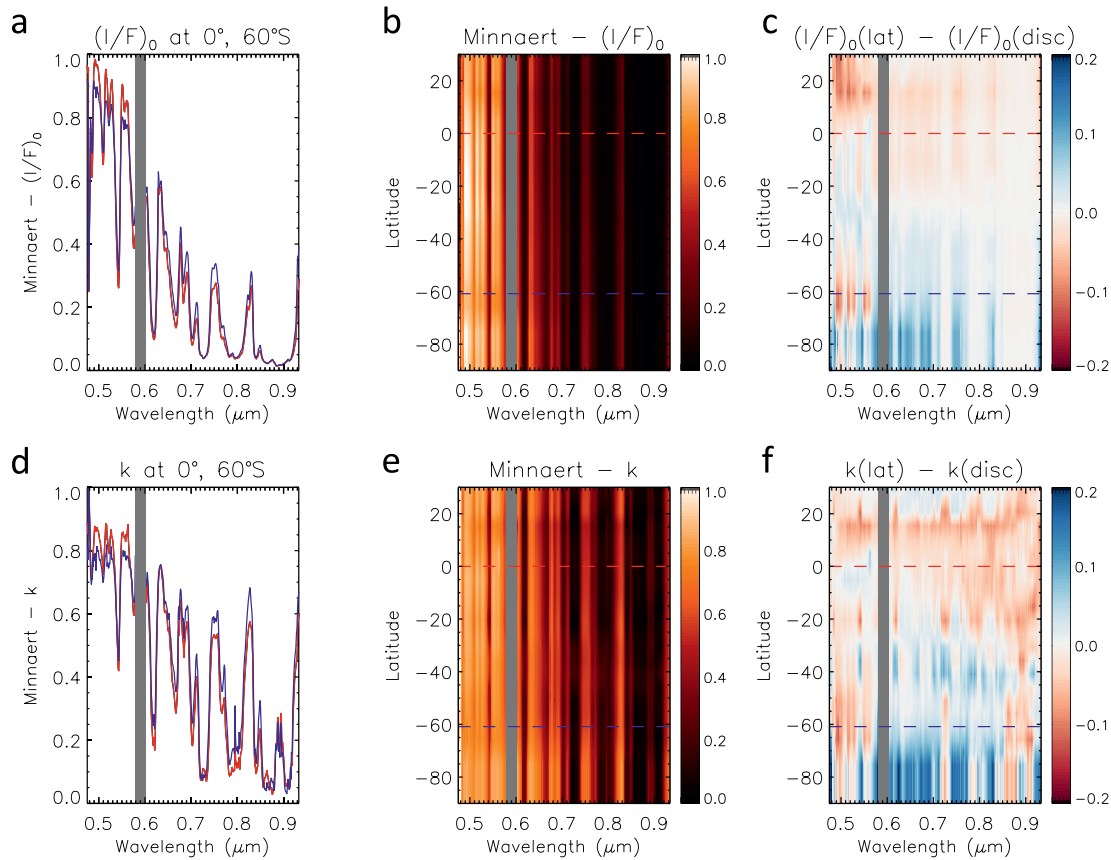 a
(I/F)₀ at 0°, 60°S
Minnaert – (I/F)₀
1.0
0.8
0.6
0.4
0.2
0.0
0.5 0.6 0.7 0.8 0.9
Wavelength (μm)
b
Minnaert – (I/F)₀
Latitude
20
0
−20
−40
−60
−80
0.5 0.6 0.7 0.8 0.9
Wavelength (μm)
1.0
0.8
0.6
0.4
0.2
0.0
c
(I/F)₀(lat) – (I/F)₀(disc)
Latitude
20
0
−20
−40
−60
−80
0.5 0.6 0.7 0.8 0.9
Wavelength (μm)
0.2
0.1
0.0
−0.1
−0.2
d
k at 0°, 60°S
Minnaert – k
1.0
0.8
0.6
0.4
0.2
0.0
0.5 0.6 0.7 0.8 0.9
Wavelength (μm)
e
Minnaert – k
Latitude
20
0
−20
−40
−60
−80
0.5 0.6 0.7 0.8 0.9
Wavelength (μm)
1.0
0.8
0.6
0.4
0.2
0.0
f
k(lat) – k(disc)
Latitude
20
0
−20
−40
−60
−80
0.5 0.6 0.7 0.8 0.9
Wavelength (μm)
0.2
0.1
0.0
−0.1
−0.2